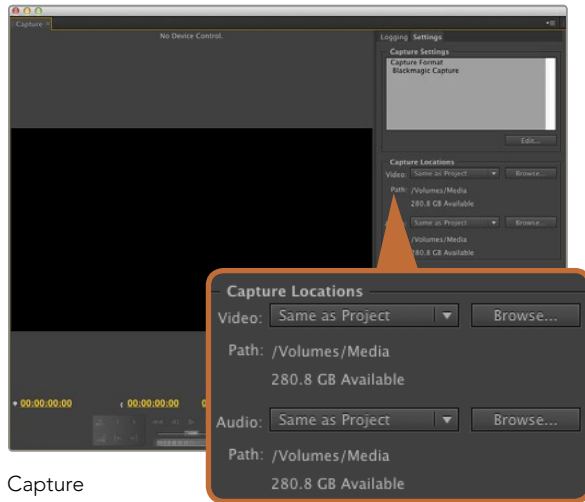 Capture ×
No Device Control.
Logging Settings
Capture Settings
Capture Format
Blackmagic Capture
Edit...
Capture Locations
Video: Same as Project Browse...
Path: /Volumes/Media
280.8 GB Available
Same as Project Browse...
/Volumes/Media
280.8 GB Available
Capture Locations
Video: Same as Project Browse...
Path: /Volumes/Media
280.8 GB Available
Audio: Same as Project Browse...
Path: /Volumes/Media
280.8 GB Available
00:00:00:00 00:00:00:00
Capture